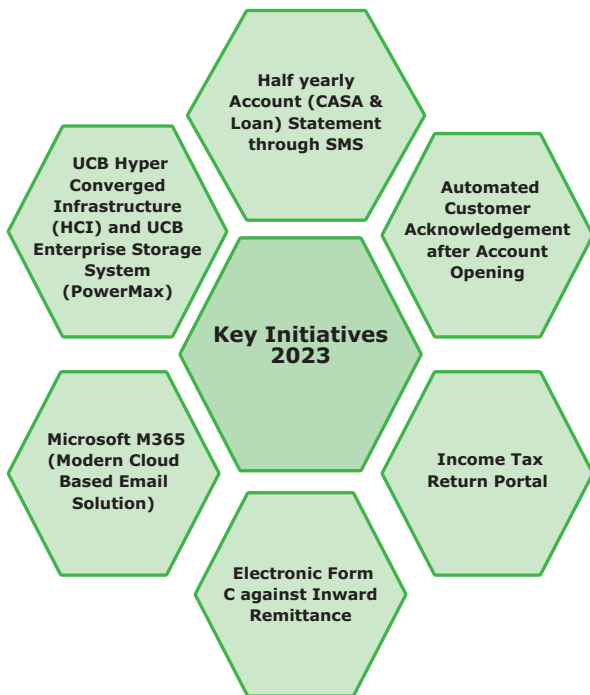 Half yearly
Account (CASA &
Loan) Statement
through SMS
UCB Hyper
Converged
Infrastructure
(HCI) and UCB
Enterprise Storage
System
(PowerMax)
Automated
Customer
Acknowledgement
after Account
Opening
Key Initiatives
2023
Microsoft M365
(Modern Cloud
Based Email
Solution)
Income Tax
Return Portal
Electronic Form
C against Inward
Remittance